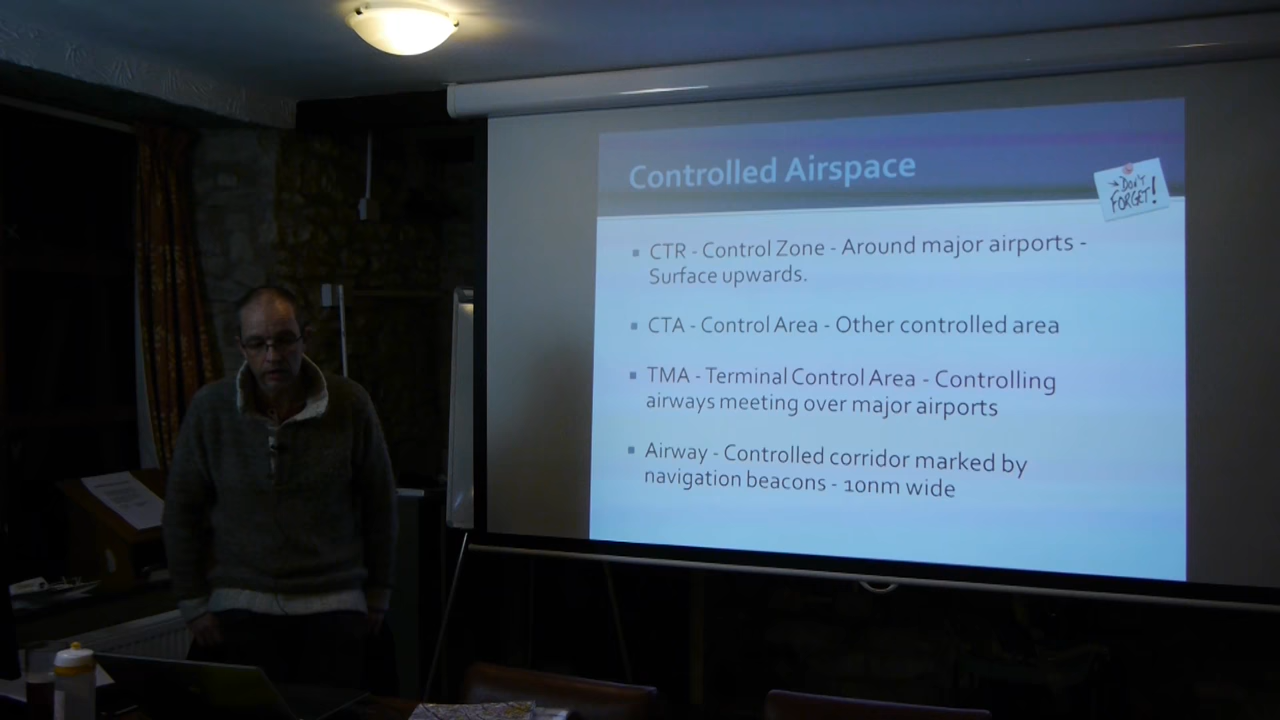 Controlled Airspace
→DON'T
FORGET!
▪ CTR - Control Zone - Around major airports -
Surface upwards.
▪ CTA - Control Area - Other controlled area
▪ TMA - Terminal Control Area - Controlling
airways meeting over major airports
▪ Airway - Controlled corridor marked by
navigation beacons - 10nm wide